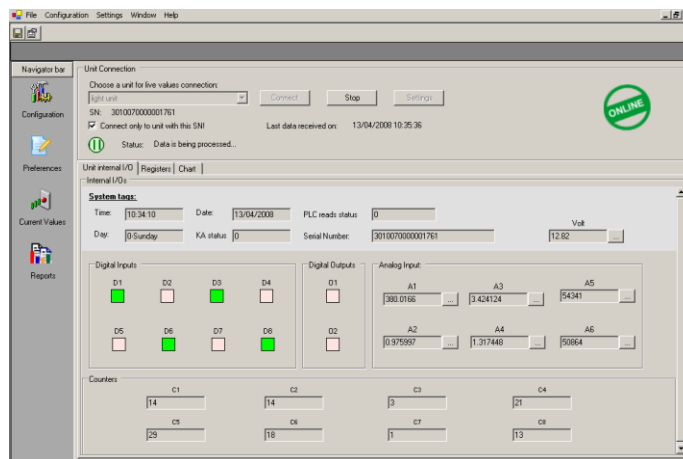 File Configuration Settings Window Help
Navigator bar
Configuration
Preferences
Current Values
Reports
Unit Connection
Choose a unit for live values connection:
light unit
Connect Stop Settings
SN: 3010070000001761
Connect only to unit with this SN! Last data received on: 13/04/2008 10:35:36
Status: Data is being processed...
ONLINE
Unit internal I/O Registers Chart
Internal I/Os
System tags:
Time: 10:34:10 Date: 13/04/2008 PLC reads status 0
Volt
Day: 0-Sunday KA status 0 Serial Number: 3010070000001761 12.82 ...
Digital Inputs Digital Outputs Analog Input:
D1 D2 D3 D4 O1 A1 A3 A5
380.0166 ... 3.424124 ... 54341 ...
D5 D6 D7 D8 O2 A2 A4 A6
0.975997 ... 1.317448 ... 50864 ...
Counters
C1 C2 C3 C4
14 14 3 21
C5 C6 C7 C8
29 18 1 13